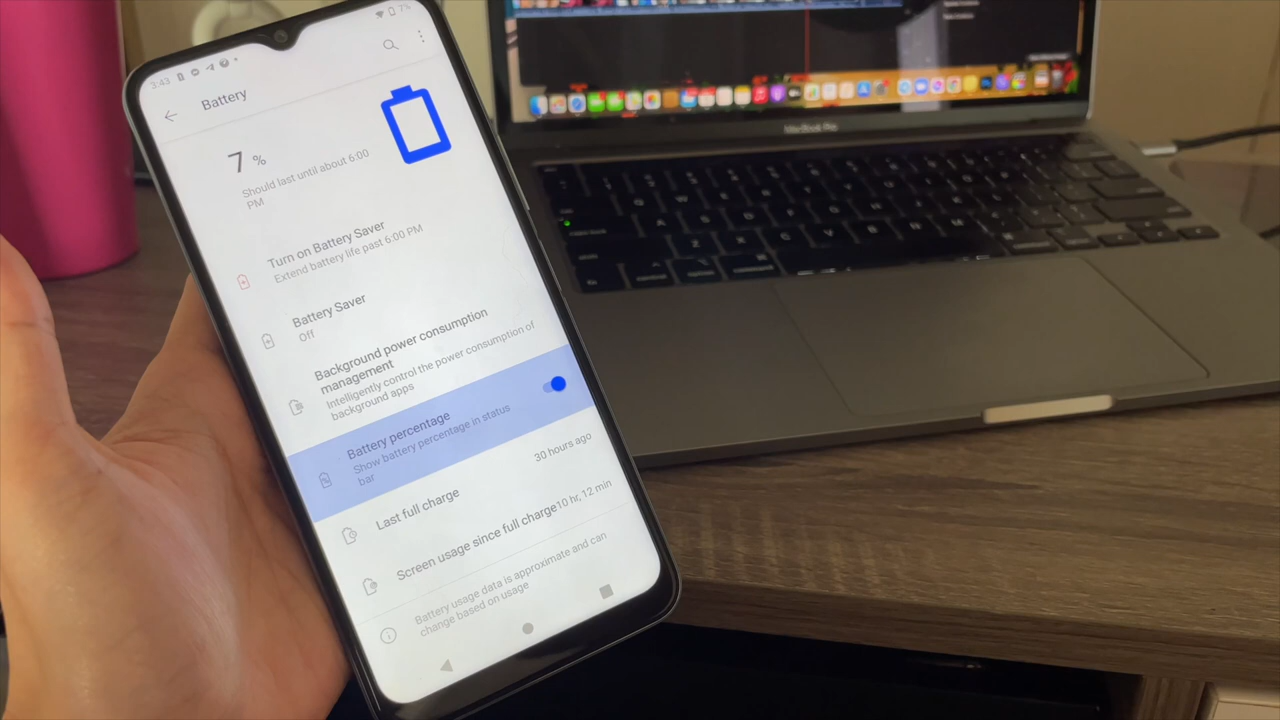 3:43
7%
Battery
7 %
Should last until about 6:00
PM
Turn on Battery Saver
Extend battery life past 6:00 PM
Battery Saver
Off
Background power consumption
management
Intelligently control the power consumption of
background apps
Battery percentage
Show battery percentage in status
bar
Last full charge
30 hours ago
Screen usage since full charge
10 hr, 12 min
Battery usage data is approximate and can
change based on usage
MacBook Pro